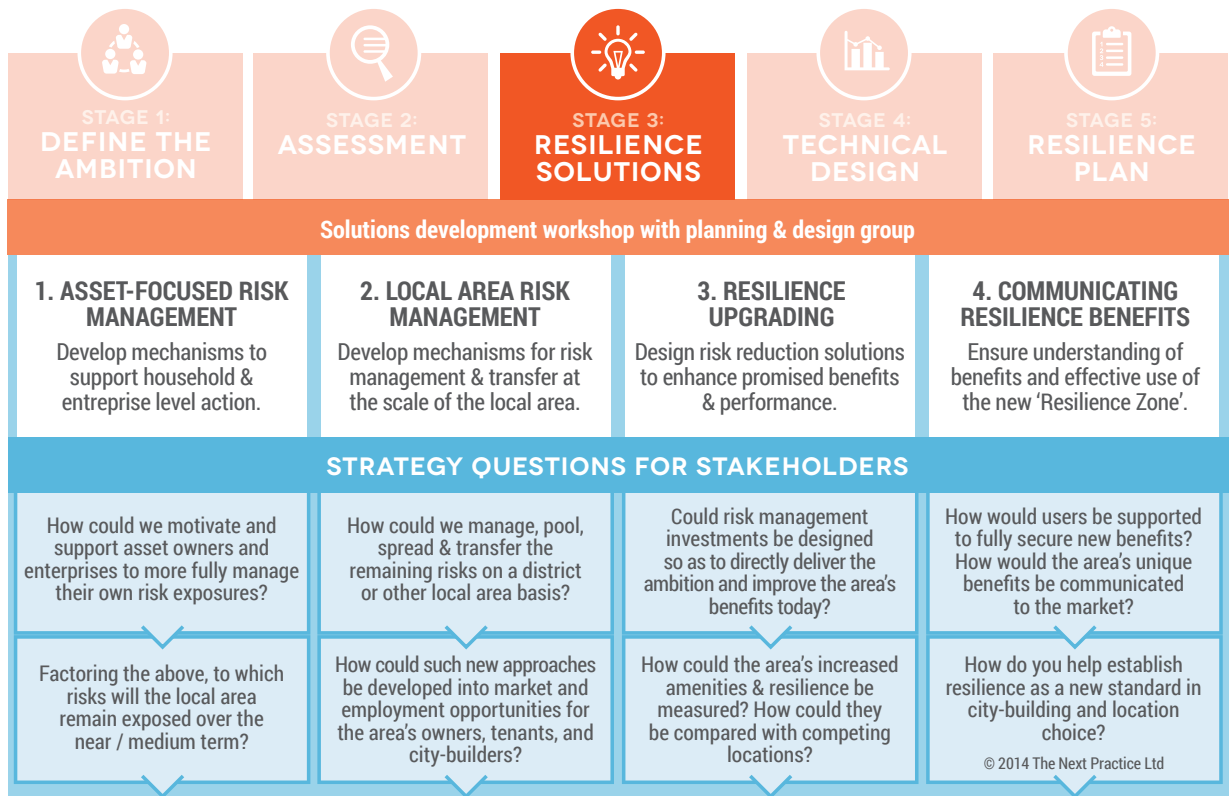 STAGE 1:
DEFINE THE
AMBITION
STAGE 2:
ASSESSMENT
STAGE 3:
RESILIENCE
SOLUTIONS
STAGE 4:
TECHNICAL
DESIGN
1
2
3
4
STAGE 5:
RESILIENCE
PLAN
Solutions development workshop with planning & design group
1. ASSET-FOCUSED RISK
MANAGEMENT
Develop mechanisms to
support household &
entreprise level action.
2. LOCAL AREA RISK
MANAGEMENT
Develop mechanisms for risk
management & transfer at
the scale of the local area.
3. RESILIENCE
UPGRADING
Design risk reduction solutions
to enhance promised benefits
& performance.
4. COMMUNICATING
RESILIENCE BENEFITS
Ensure understanding of
benefits and effective use of
the new ‘Resilience Zone’.
STRATEGY QUESTIONS FOR STAKEHOLDERS
How could we motivate and
support asset owners and
enterprises to more fully manage
their own risk exposures?
How could we manage, pool,
spread & transfer the
remaining risks on a district
or other local area basis?
Could risk management
investments be designed
so as to directly deliver the
ambition and improve the area’s
benefits today?
How would users be supported
to fully secure new benefits?
How would the area’s unique
benefits be communicated
to the market?
Factoring the above, to which
risks will the local area
remain exposed over the
near / medium term?
How could such new approaches
be developed into market and
employment opportunities for
the area’s owners, tenants, and
city-builders?
How could the area’s increased
amenities & resilience be
measured? How could they
be compared with competing
locations?
How do you help establish
resilience as a new standard in
city-building and location
choice?
© 2014 The Next Practice Ltd